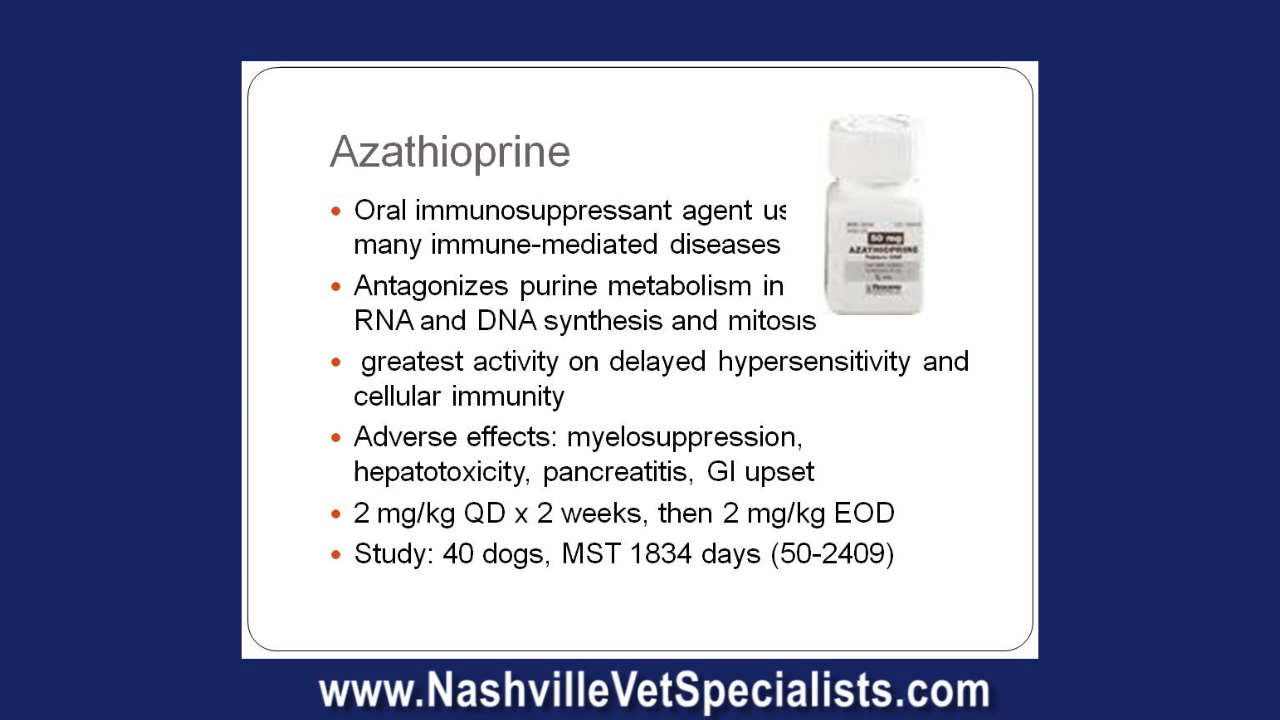 Azathioprine
• Oral immunosuppressant agent us
many immune-mediated diseases
• Antagonizes purine metabolism in
RNA and DNA synthesis and mitosis
• greatest activity on delayed hypersensitivity and
cellular immunity
• Adverse effects: myelosuppression,
hepatotoxicity, pancreatitis, GI upset
• 2 mg/kg QD x 2 weeks, then 2 mg/kg EOD
• Study: 40 dogs, MST 1834 days (50-2409)
50 mg
AZATHIOPRINE
www.NashvilleVetSpecialists.com